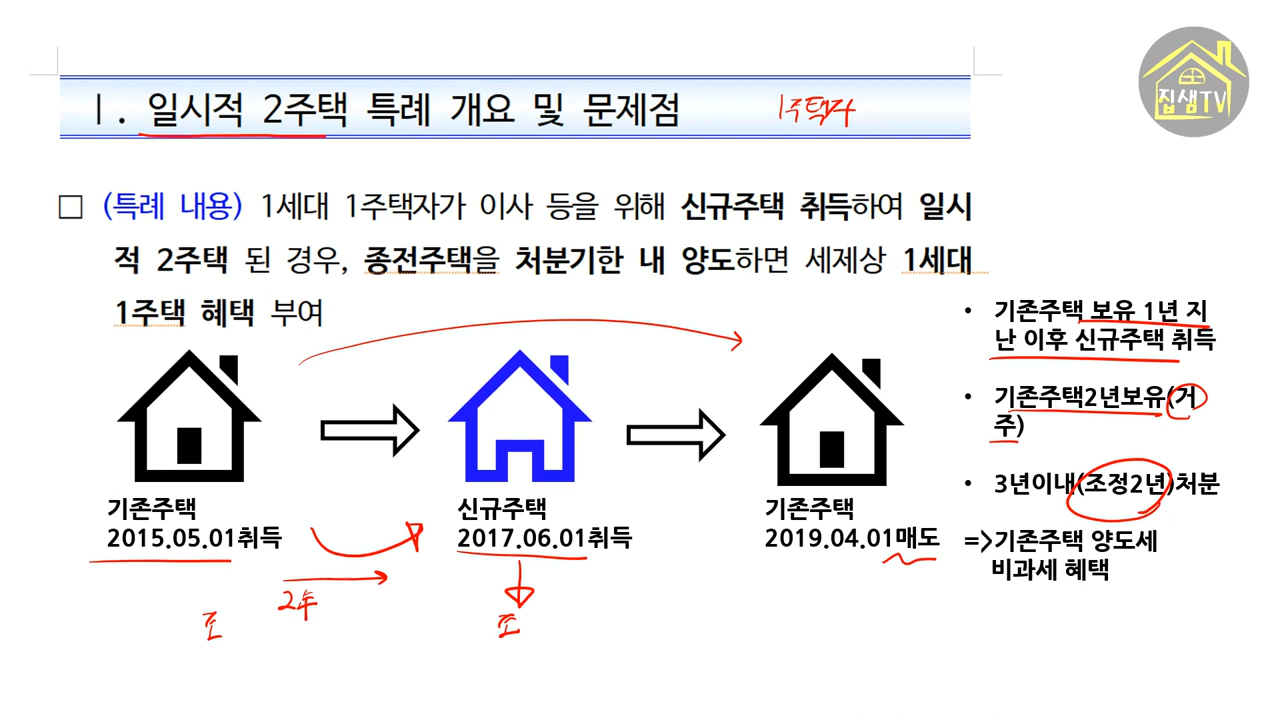 Ⅰ. 일시적 2주택 특례 개요 및 문제점
1주택자
집샘TV
□ (특례 내용) 1세대 1주택자가 이사 등을 위해 신규주택 취득하여 일시
적 2주택 된 경우, 종전주택을 처분기한 내 양도하면 세제상 1세대
1주택 혜택 부여
• 기존주택 보유 1년 지
난 이후 신규주택 취득
• 기존주택2년보유(거
주)
• 3년이내(조정2년)처분
=>기존주택 양도세
비과세 혜택
기존주택
2015.05.01취득
신규주택
2017.06.01취득
기존주택
2019.04.01매도
2年
조
조